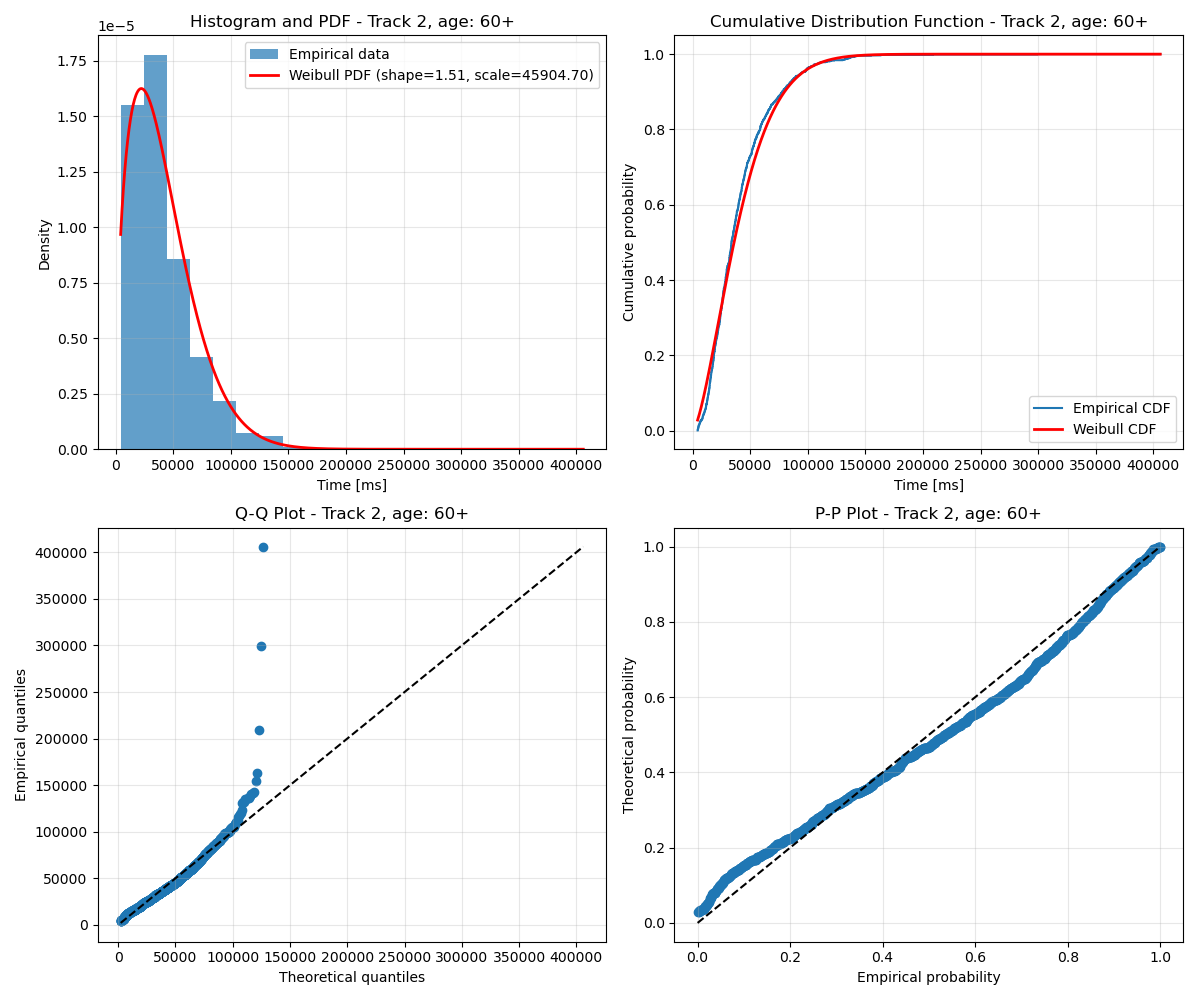 Histogram and PDF - Track 2, age: 60+
1e−5
Empirical data
Weibull PDF (shape=1.51, scale=45904.70)
Density
1.75
1.50
1.25
1.00
0.75
0.50
0.25
0.00
0 50000 100000 150000 200000 250000 300000 350000 400000
Time [ms]
Cumulative Distribution Function - Track 2, age: 60+
Cumulative probability
1.0
0.8
0.6
0.4
0.2
0.0
Empirical CDF
Weibull CDF
0 50000 100000 150000 200000 250000 300000 350000 400000
Time [ms]
Q-Q Plot - Track 2, age: 60+
Empirical quantiles
400000
350000
300000
250000
200000
150000
100000
50000
0
0 50000 100000 150000 200000 250000 300000 350000 400000
Theoretical quantiles
P-P Plot - Track 2, age: 60+
Theoretical probability
1.0
0.8
0.6
0.4
0.2
0.0
0.0 0.2 0.4 0.6 0.8 1.0
Empirical probability